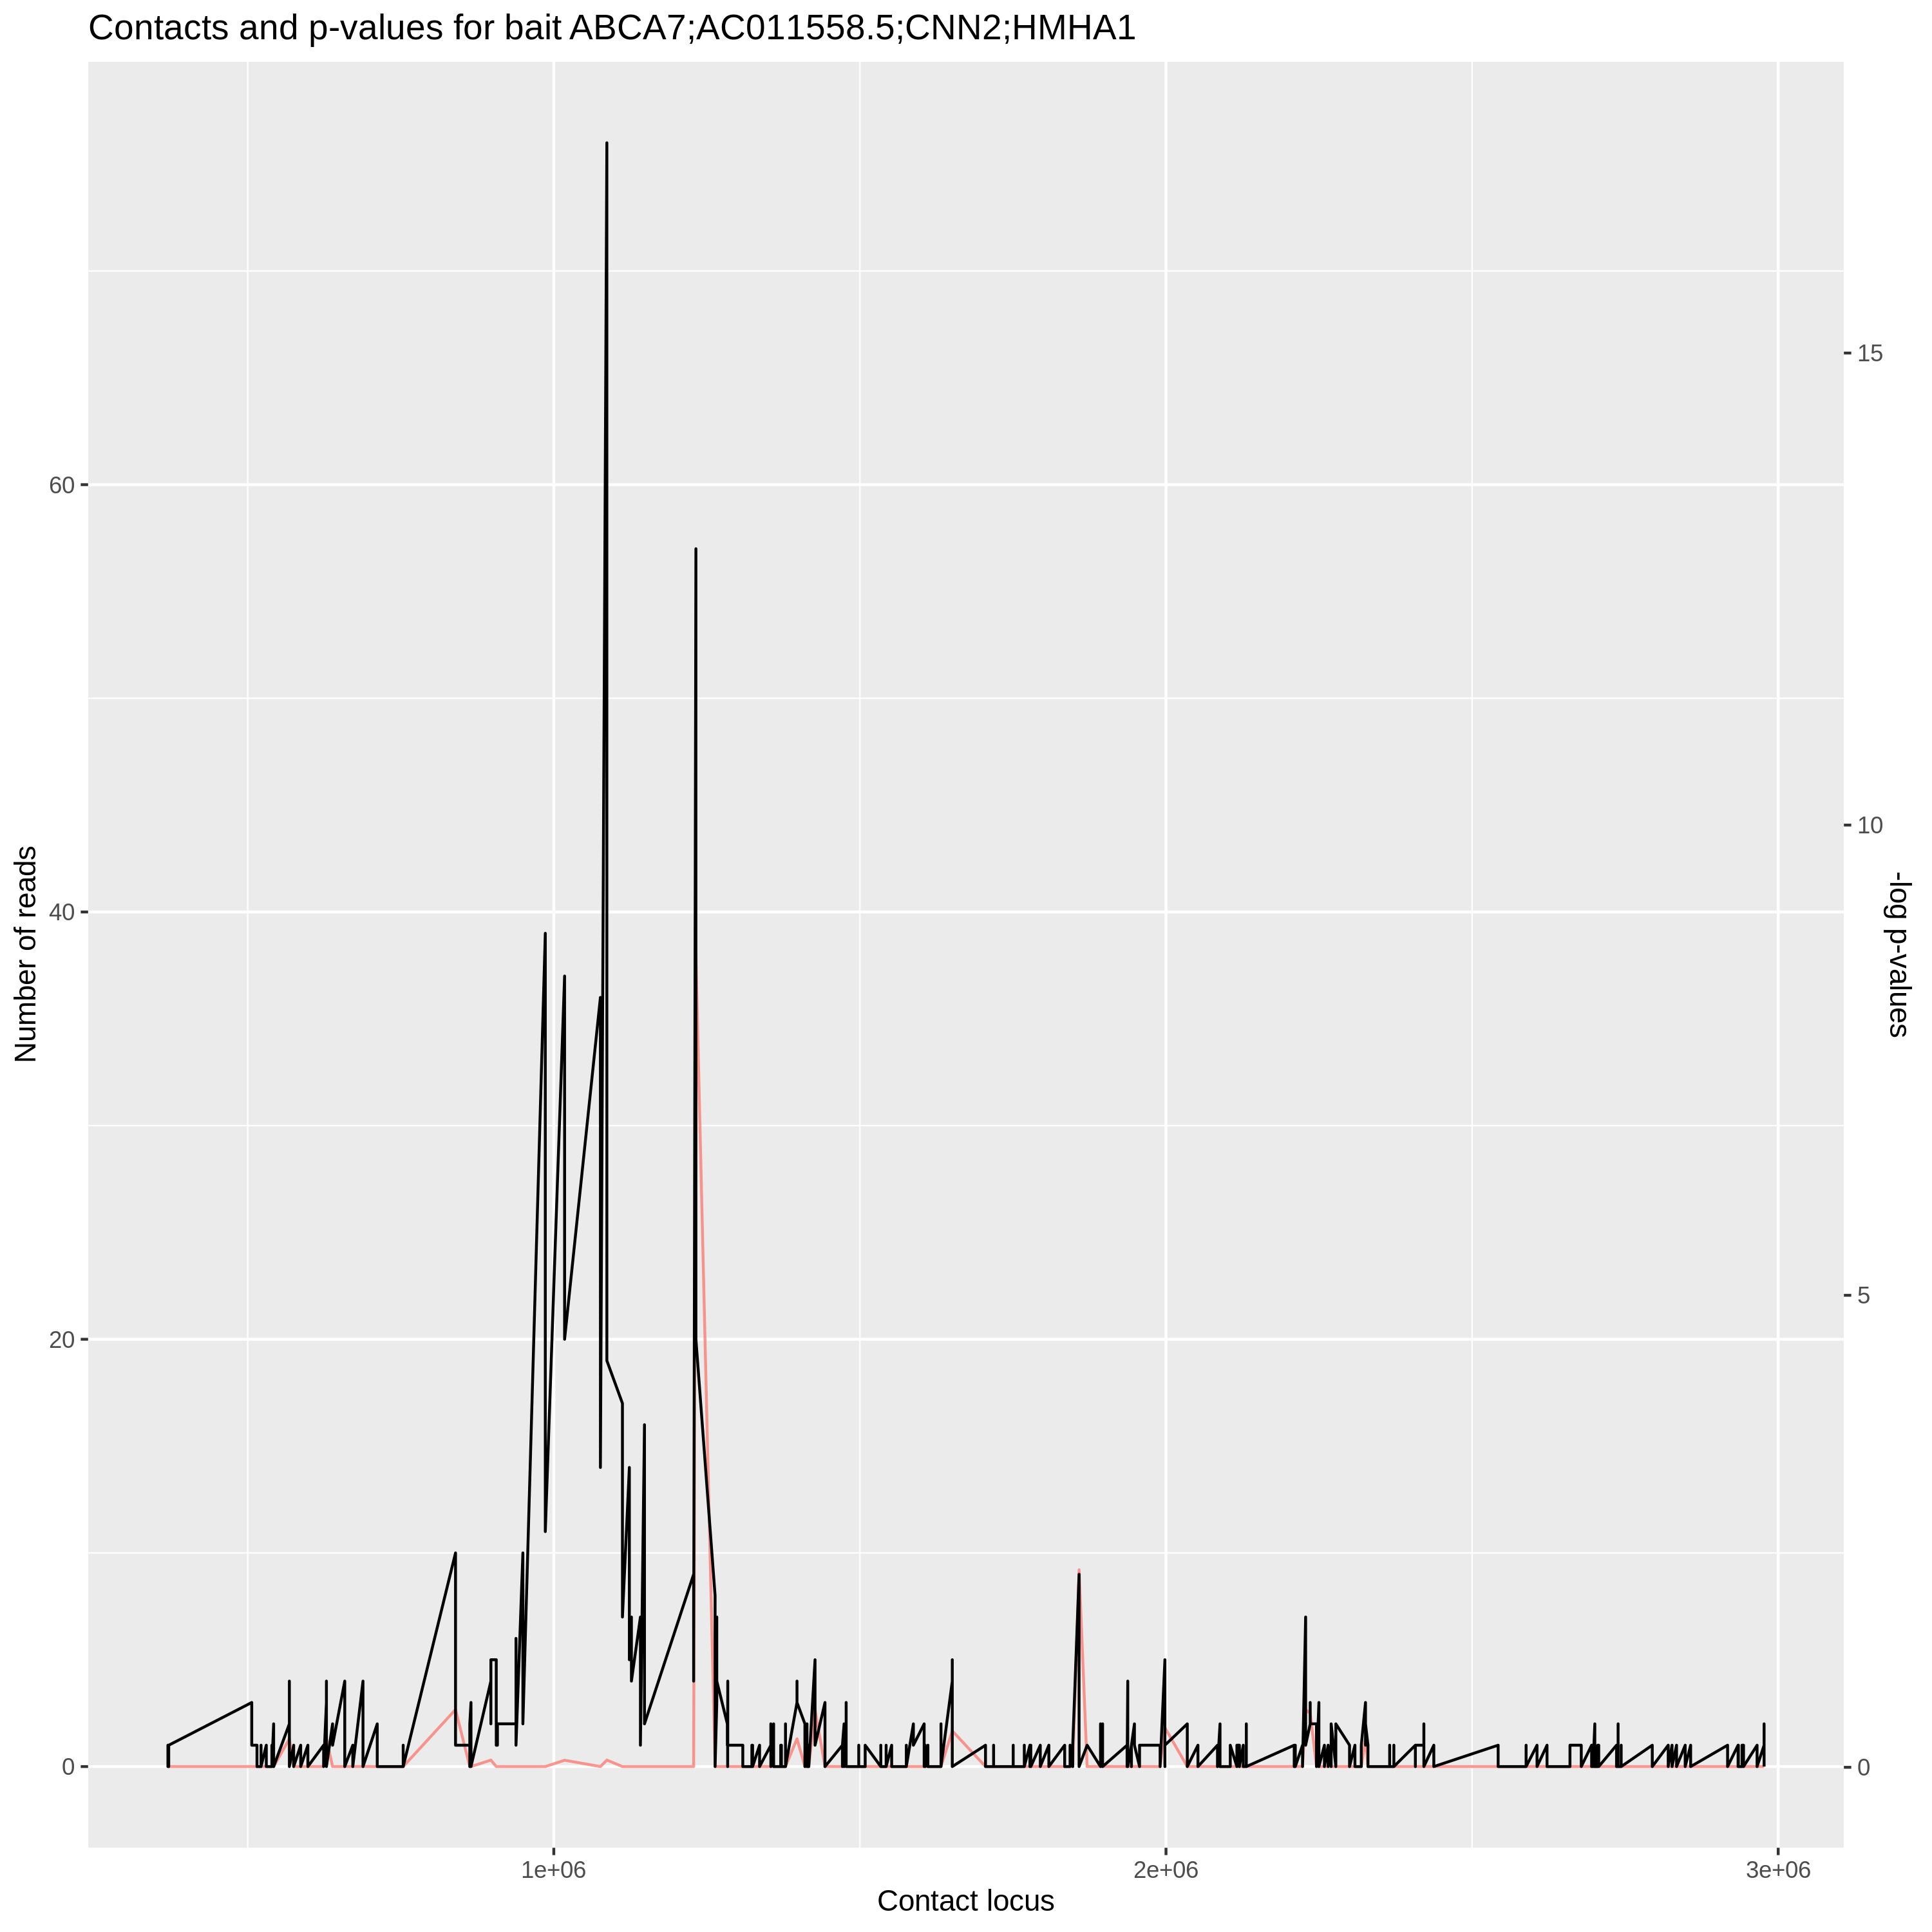 Contacts and p-values for bait ABCA7;AC011558.5;CNN2;HMHA1
60
40
20
0
Number of reads
15
10
5
0
-log p-values
1e+06
2e+06
3e+06
Contact locus